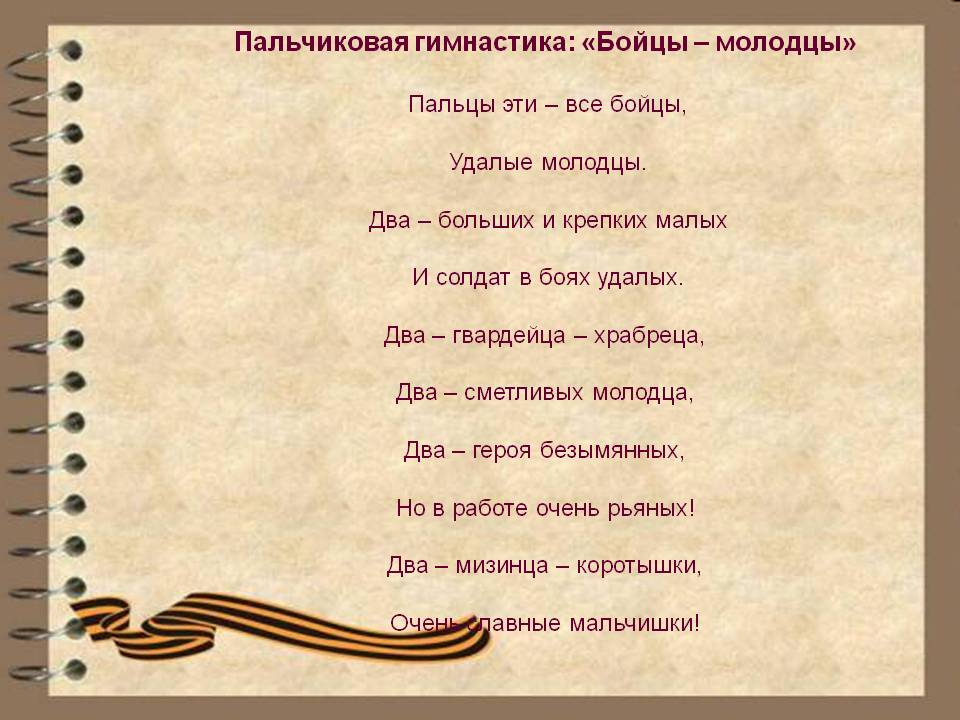 Пальчиковая гимнастика: «Бойцы – молодцы»
Пальцы эти – все бойцы,
Удалые молодцы.
Два – больших и крепких малых
И солдат в боях удалых.
Два – гвардейца – храбреца,
Два – сметливых молодца,
Два – героя безымянных,
Но в работе очень рьяных!
Два – мизинца – коротышки,
Очень славные мальчишки!